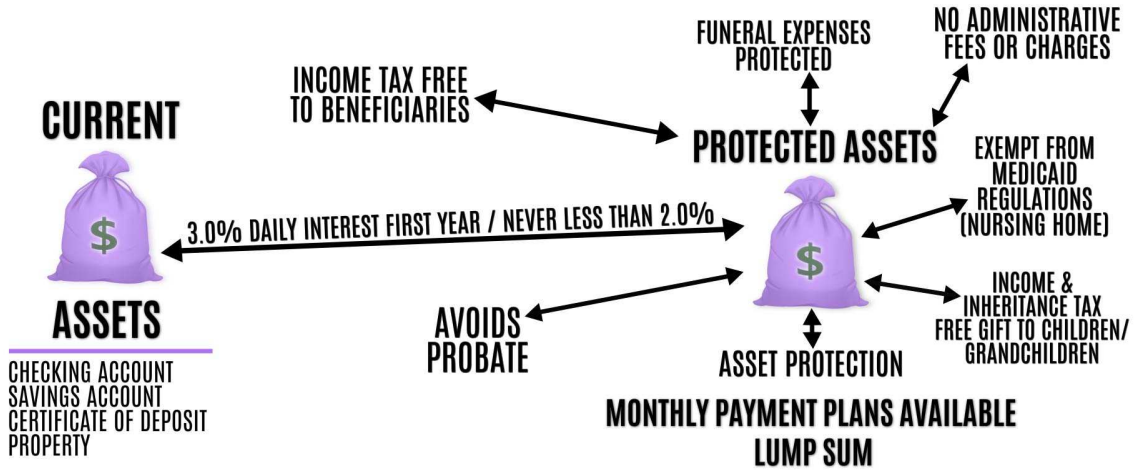 CURRENT
$
ASSETS
CHECKING ACCOUNT
SAVINGS ACCOUNT
CERTIFICATE OF DEPOSIT
PROPERTY
INCOME TAX FREE
TO BENEFICIARIES
FUNERAL EXPENSES
PROTECTED
NO ADMINISTRATIVE
FEES OR CHARGES
PROTECTED ASSETS
$
3.0% DAILY INTEREST FIRST YEAR / NEVER LESS THAN 2.0%
EXEMPT FROM
MEDICAID
REGULATIONS
(NURSING HOME)
AVOIDS
PROBATE
INCOME &
INHERITANCE TAX
FREE GIFT TO CHILDREN/
GRANDCHILDREN
ASSET PROTECTION
MONTHLY PAYMENT PLANS AVAILABLE
LUMP SUM